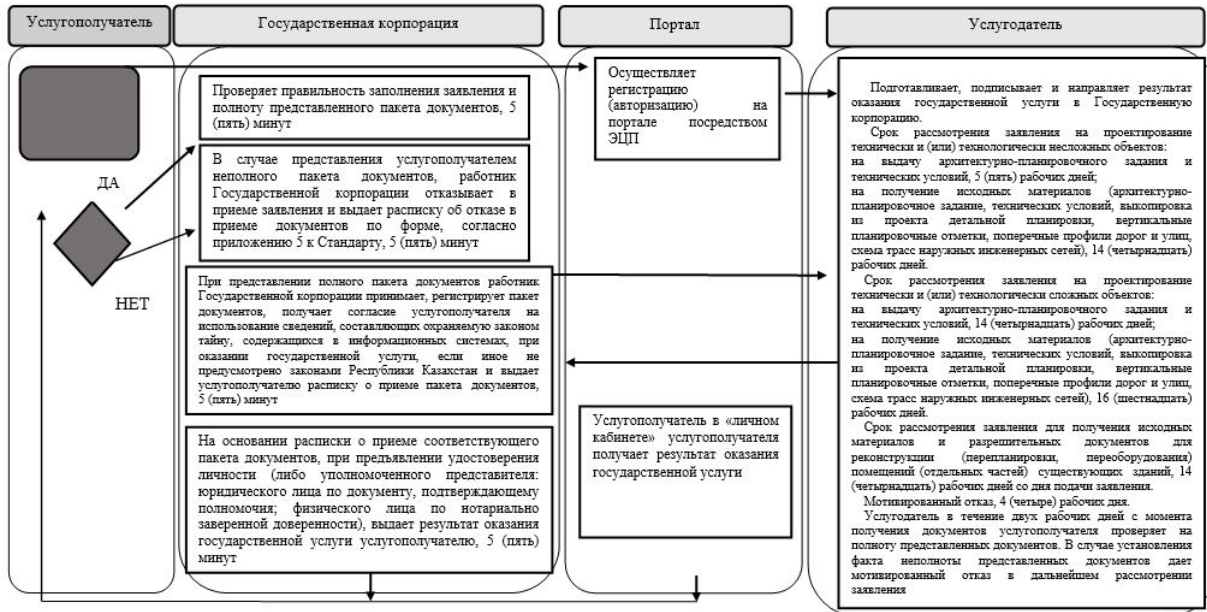 Услугополучатель
Государственная корпорация
Портал
Услугодатель
ДА
НЕТ
Проверяет правильность заполнения заявления и
полноту представленного пакета документов, 5
(пять) минут
В случае представления услугополучателем
неполного пакета документов, работник
Государственной корпорации отказывает в
приеме заявления и выдает расписку об отказе в
приеме документов по форме, согласно
приложению 5 к Стандарту, 5 (пять) минут
При представлении полного пакета документов работник
Государственной корпорации принимает, регистрирует пакет
документов, получает согласие услугополучателя на
использование сведений, составляющих охраняемую законом
тайну, содержащихся в информационных системах, при
оказании государственной услуги, если иное не
предусмотрено законами Республики Казахстан и выдает
услугополучателю расписку о приеме пакета документов,
5 (пять) минут
На основании расписки о приеме соответствующего
пакета документов, при предъявлении удостоверения
личности (либо уполномоченного представителя:
юридического лица по документу, подтверждающему
полномочия; физического лица по нотариально
заверенной доверенности), выдает результат оказания
государственной услуги услугополучателю, 5 (пять)
минут
Осуществляет
регистрацию
(авторизацию) на
портале посредством
ЭЦП
Услугополучатель в «личном
кабинете» услугополучателя
получает результат оказания
государственной услуги
Подготавливает, подписывает и направляет результат
оказания государственной услуги в Государственную
корпорацию.
Срок рассмотрения заявления на проектирование
технически и (или) технологически несложных объектов:
на выдачу архитектурно-планировочного задания и
технических условий, 5 (пять) рабочих дней;
на получение исходных материалов (архитектурно-
планировочное задание, технических условий, выкопировка
из проекта детальной планировки, вертикальные
планировочные отметки, поперечные профили дорог и улиц,
схема трасс наружных инженерных сетей), 14 (четырнадцать)
рабочих дней.
Срок рассмотрения заявления на проектирование
технически и (или) технологически сложных объектов:
на выдачу архитектурно-планировочного задания и
технических условий, 14 (четырнадцать) рабочих дней;
на получение исходных материалов (архитектурно-
планировочное задание, технических условий, выкопировка
из проекта детальной планировки, вертикальные
планировочные отметки, поперечные профили дорог и улиц,
схема трасс наружных инженерных сетей), 16 (шестнадцать)
рабочих дней.
Срок рассмотрения заявления для получения исходных
материалов и разрешительных документов для
реконструкции (перепланировки, переоборудования)
помещений (отдельных частей) существующих зданий, 14
(четырнадцать) рабочих дней со дня подачи заявления.
Мотивированный отказ, 4 (четыре) рабочих дня.
Услугодатель в течение двух рабочих дней с момента
получения документов услугополучателя проверяет на
полноту представленных документов. В случае установления
факта неполноты представленных документов дает
мотивированный отказ в дальнейшем рассмотрении
заявления